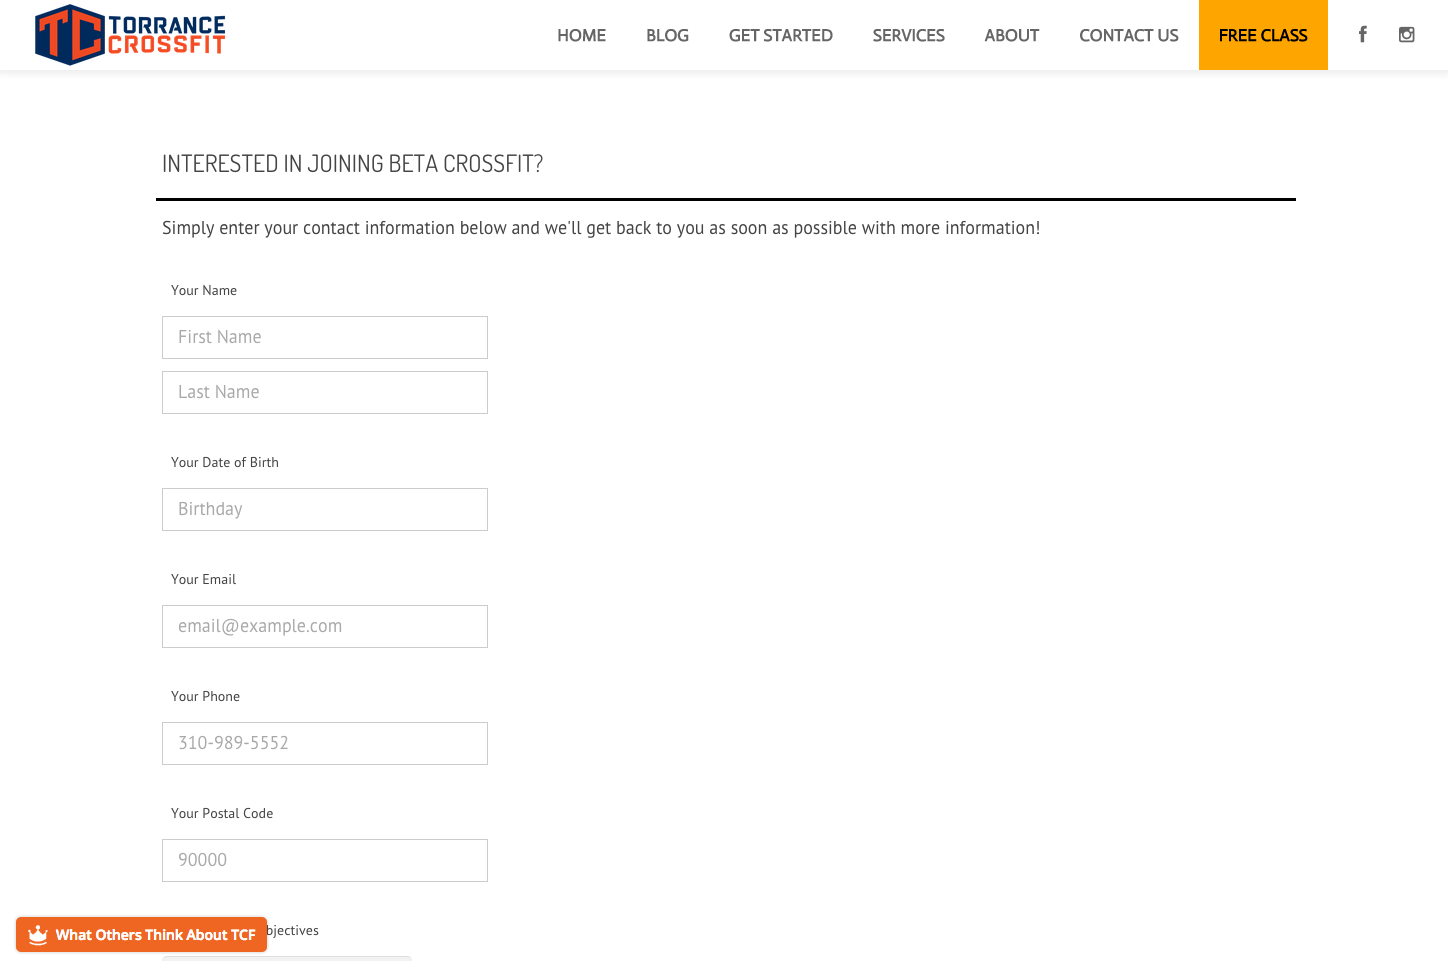 TC TORRANCE
CROSSFIT
HOME BLOG GET STARTED SERVICES ABOUT CONTACT US FREE CLASS
INTERESTED IN JOINING BETA CROSSFIT?
Simply enter your contact information below and we'll get back to you as soon as possible with more information!
Your Name
First Name
Last Name
Your Date of Birth
Birthday
Your Email
email@example.com
Your Phone
310-989-5552
Your Postal Code
90000
bjectives
What Others Think About TCF